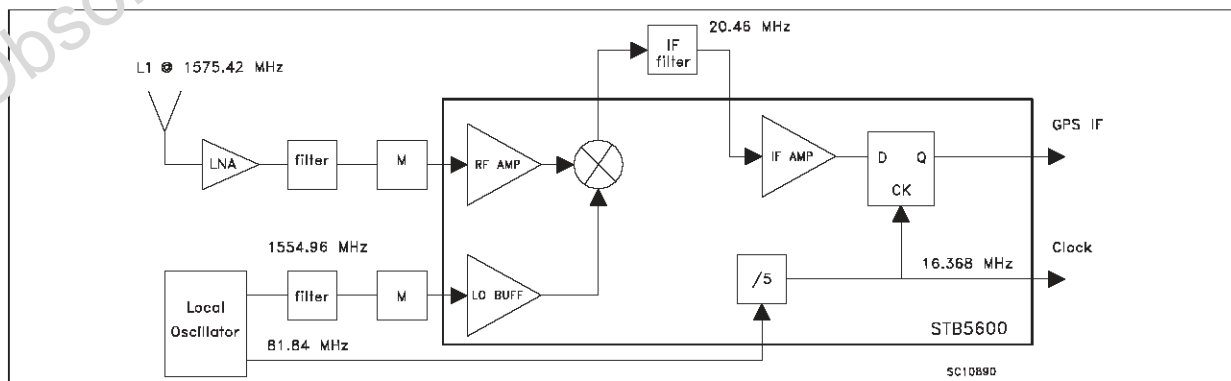 Obsol
20.46 MHz
IF
filter
L1 @ 1575.42 MHz
GPS IF
LNA
filter
M
RF AMP
IF AMP
D Q
CK
1554.96 MHz
Clock
filter
M
LO BUFF
/5
16.368 MHz
Local
Oscillator
81.84 MHz
STB5600
SC10890